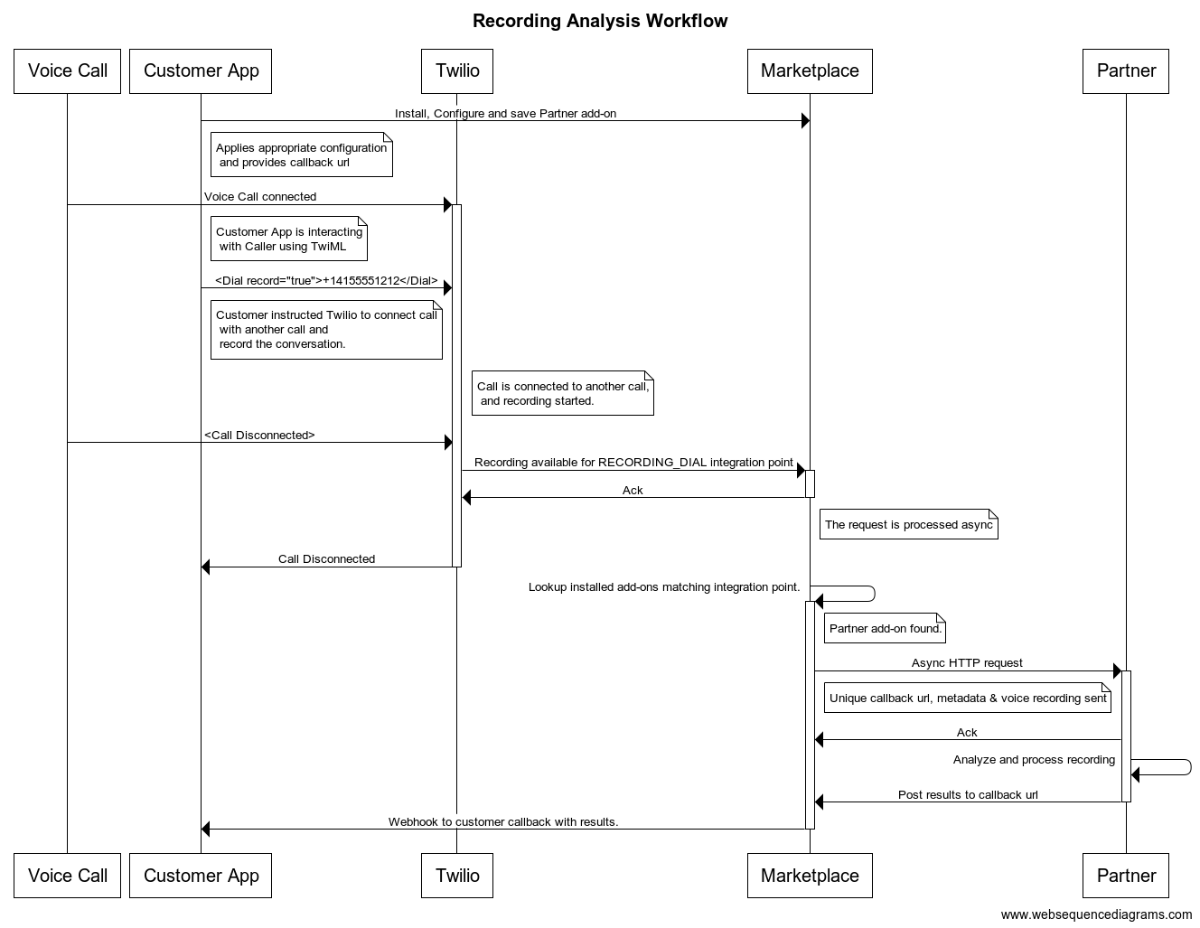 Recording Analysis Workflow
Voice Call
Customer App
Twilio
Marketplace
Partner
Install, Configure and save Partner add-on
Applies appropriate configuration
and provides callback url
Voice Call connected
Customer App is interacting
with Caller using TwiML
<Dial record="true">+14155551212</Dial>
Customer instructed Twilio to connect call
with another call and
record the conversation.
Call is connected to another call,
and recording started.
<Call Disconnected>
Recording available for RECORDING_DIAL integration point
Ack
The request is processed async
Call Disconnected
Lookup installed add-ons matching integration point.
Partner add-on found.
Async HTTP request
Unique callback url, metadata & voice recording sent
Ack
Analyze and process recording
Post results to callback url
Webhook to customer callback with results.
Voice Call
Customer App
Twilio
Marketplace
Partner
www.websequencediagrams.com